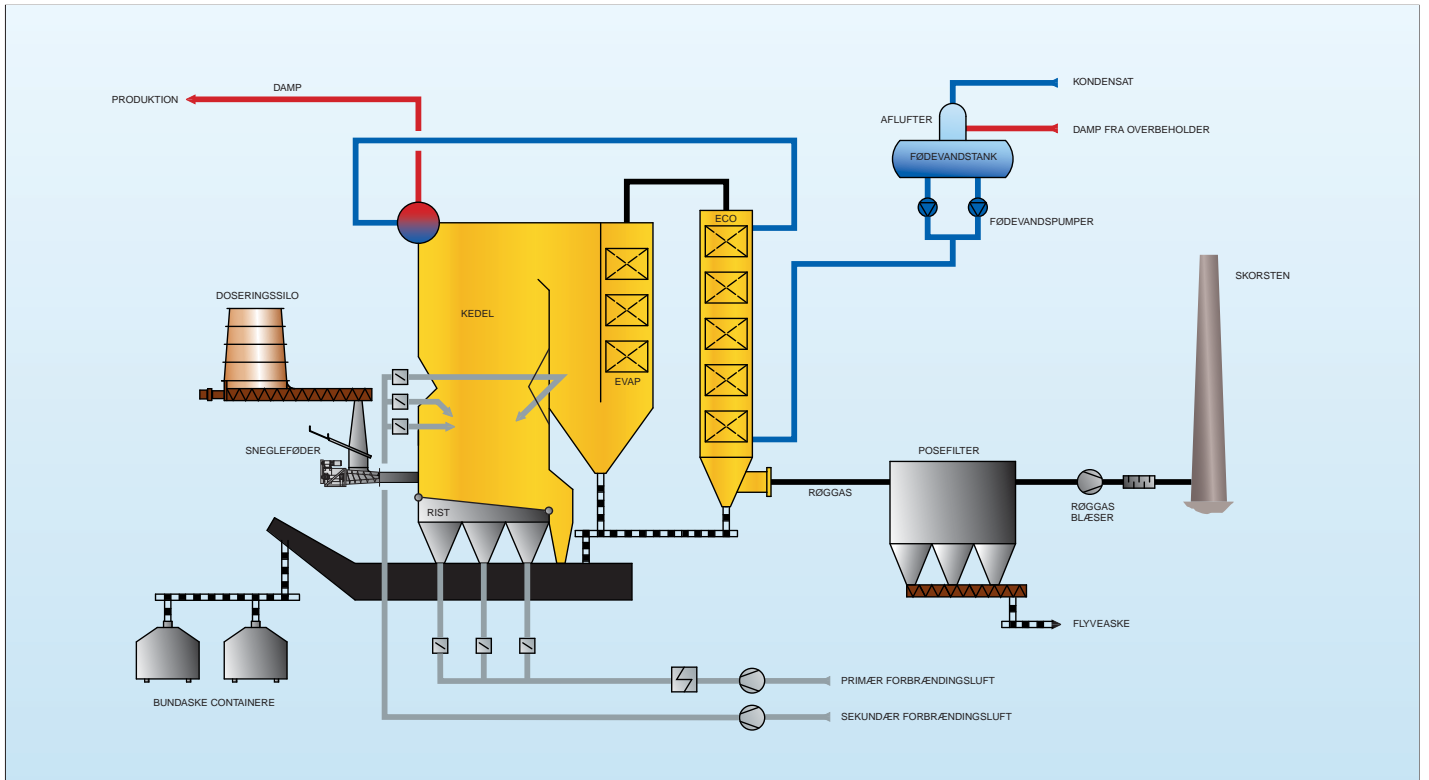 DAMP
PRODUKTION
KONDENSAT
AFLUFTER
DAMP FRA OVERBEHOLDER
FØDEVANDSTANK
ECO
FØDEVANDSPUMPER
SKORSTEN
DOSERINGSSILO
KEDEL
EVAP
SNEGLEFØDER
POSEFILTER
RØGGAS
RIST
RØGGAS
BLÆSER
FLYVEASKE
PRIMÆR FORBRÆNDINGSLUFT
BUNDASKE CONTAINERE
SEKUNDÆR FORBRÆNDINGSLUFT